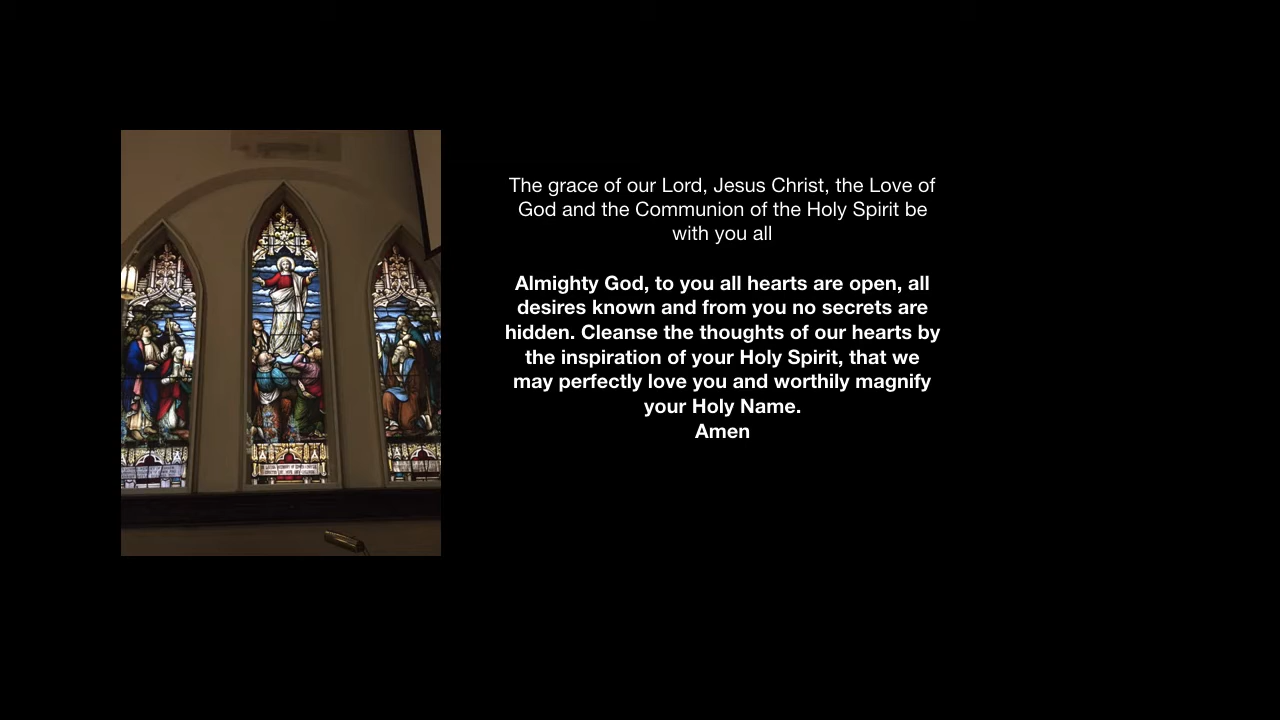 The grace of our Lord, Jesus Christ, the Love of
God and the Communion of the Holy Spirit be
with you all
Almighty God, to you all hearts are open, all
desires known and from you no secrets are
hidden. Cleanse the thoughts of our hearts by
the inspiration of your Holy Spirit, that we
may perfectly love you and worthily magnify
your Holy Name.
Amen